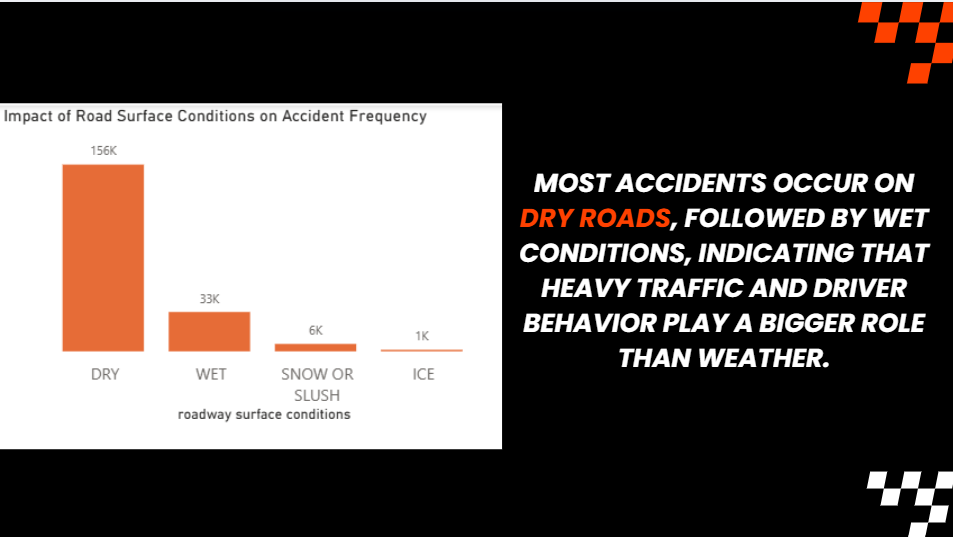 Impact of Road Surface Conditions on Accident Frequency
156K
33K
6K
1K
DRY
WET
SNOW OR
SLUSH
ICE
roadway surface conditions
MOST ACCIDENTS OCCUR ON
DRY ROADS, FOLLOWED BY WET
CONDITIONS, INDICATING THAT
HEAVY TRAFFIC AND DRIVER
BEHAVIOR PLAY A BIGGER ROLE
THAN WEATHER.